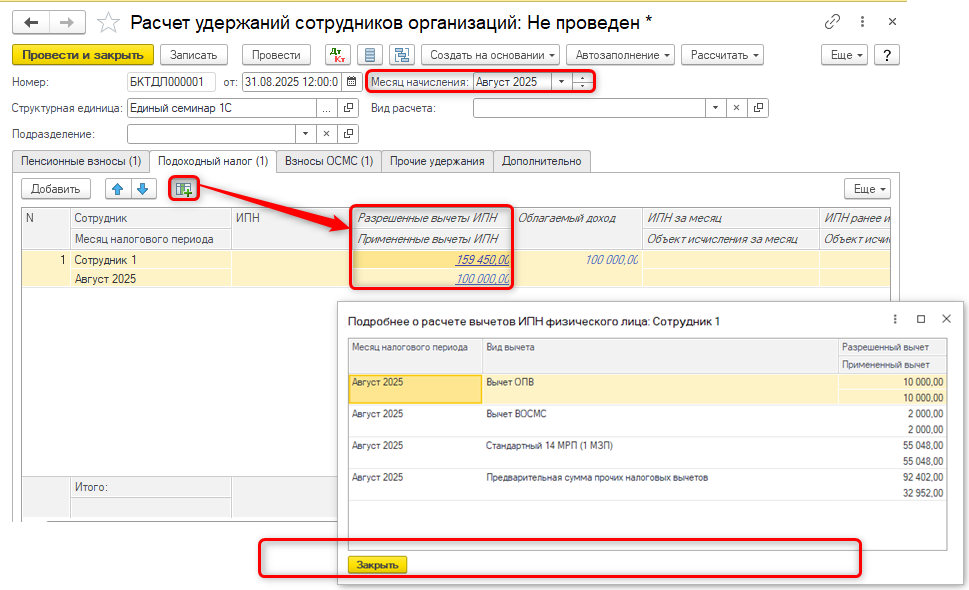 Расчет удержаний сотрудников организаций: Не проведен *
Провести и закрыть Записать Провести Дт Кт Создать на основании Автозаполнение Рассчитать Еще ?
Номер: БКТДЛ000001 от: 31.08.2025 12:00:0 Месяц начисления: Август 2025
Структурная единица: Единый семинар 1С ... Вид расчета:
Подразделение:
Пенсионные взносы (1) Подоходный налог (1) Взносы ОСМС (1) Прочие удержания Дополнительно
Добавить Еще
N Сотрудник ИПН Разрешенные вычеты ИПН Облагаемый доход ИПН за месяц ИПН ранее и
Месяц налогового периода Примененные вычеты ИПН Объект исчисления за месяц Объект исчис
1 Сотрудник 1 159 450,00 100 000,00
Август 2025 100 000,00
Итого:
Подробнее о расчете вычетов ИПН физического лица: Сотрудник 1
Месяц налогового периода Вид вычета Разрешенный вычет
Примененный вычет
Август 2025 Вычет ОПВ 10 000,00
10 000,00
Август 2025 Вычет ВОСМС 2 000,00
2 000,00
Август 2025 Стандартный 14 МРП (1 МЗП) 55 048,00
55 048,00
Август 2025 Предварительная сумма прочих налоговых вычетов 92 402,00
32 952,00
Закрыть